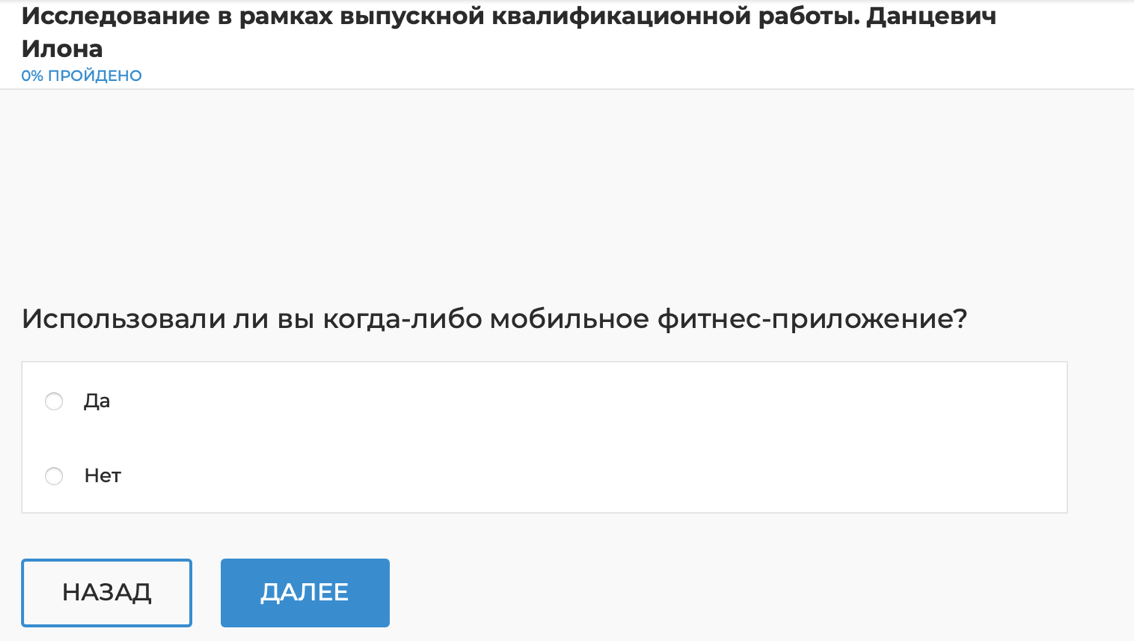 Исследование в рамках выпускной квалификационной работы. Данцевич
Илона
0% ПРОЙДЕНО
Использовали ли вы когда-либо мобильное фитнес-приложение?
Да
Нет
НАЗАД
ДАЛЕЕ